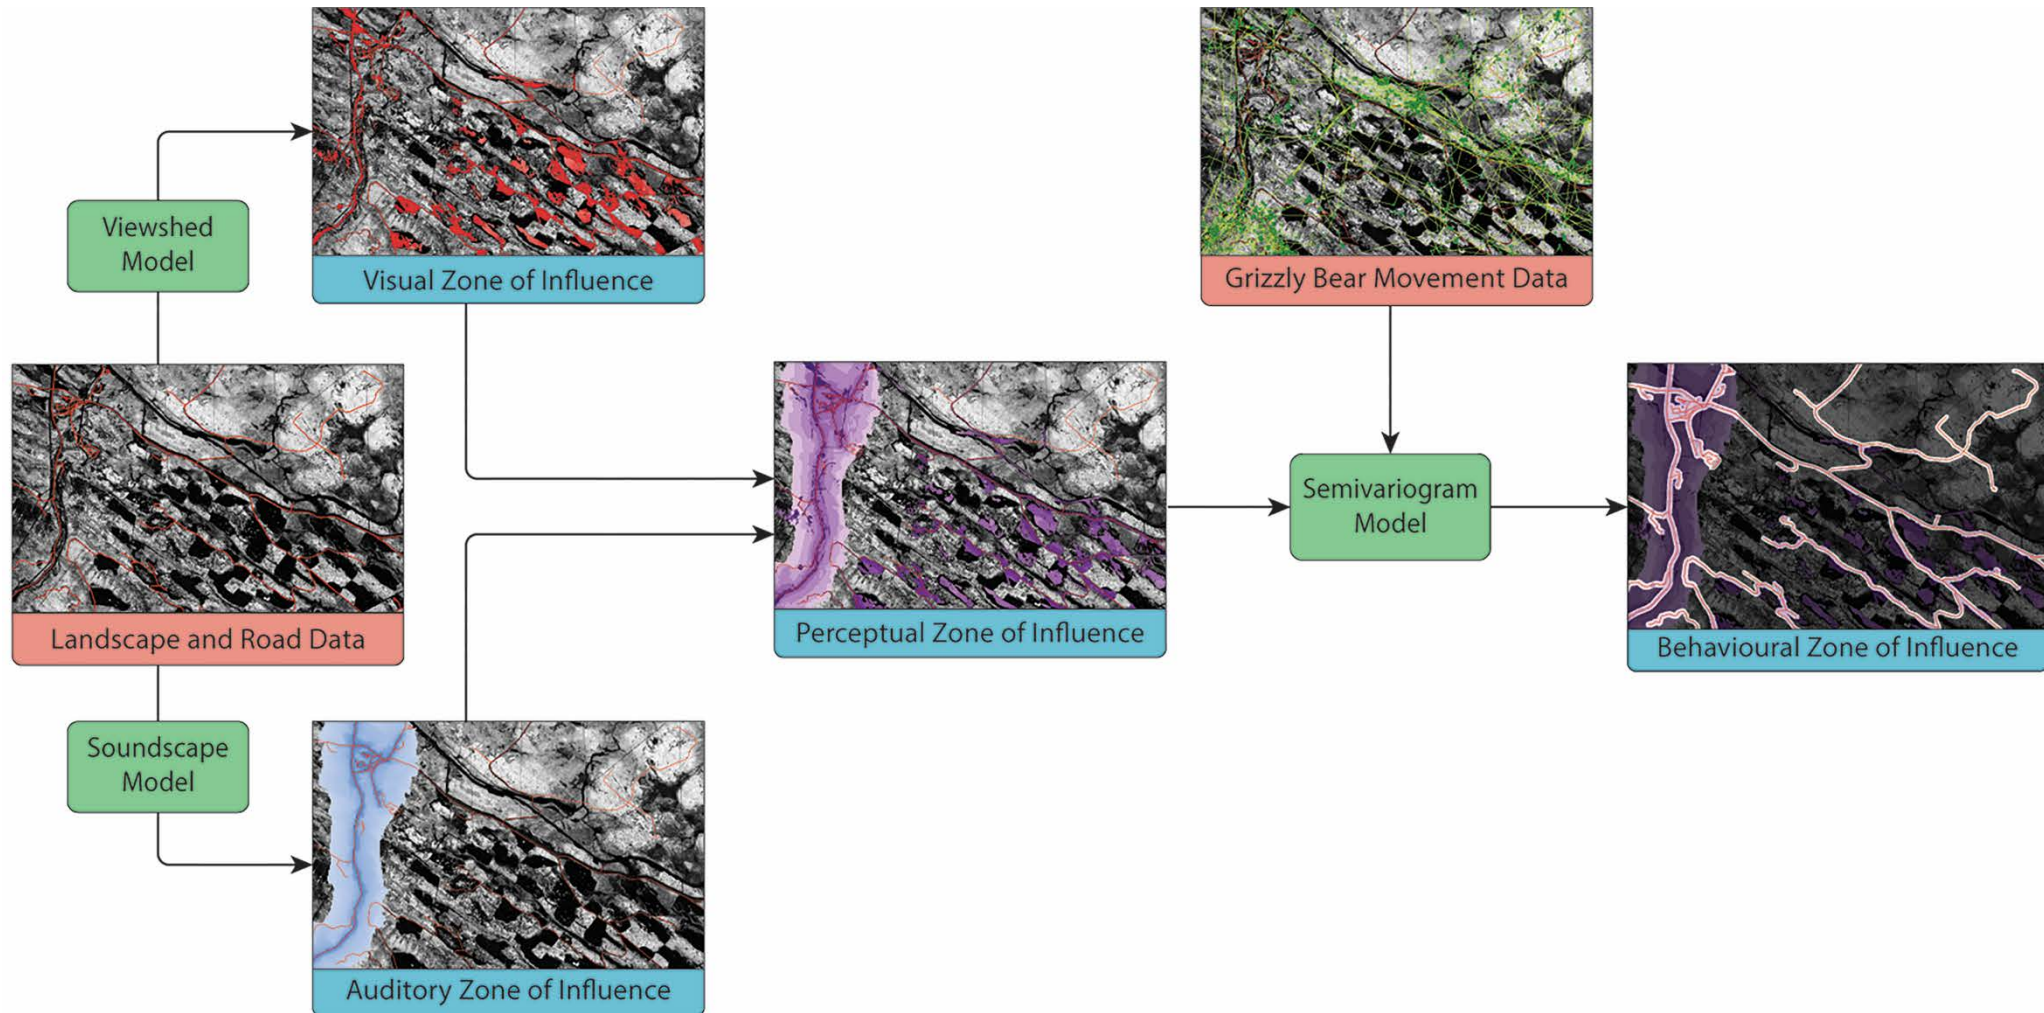 Viewshed
Model
Visual Zone of Influence
Grizzly Bear Movement Data
Landscape and Road Data
Perceptual Zone of Influence
Semivariogram
Model
Behavioural Zone of Influence
Soundscape
Model
Auditory Zone of Influence